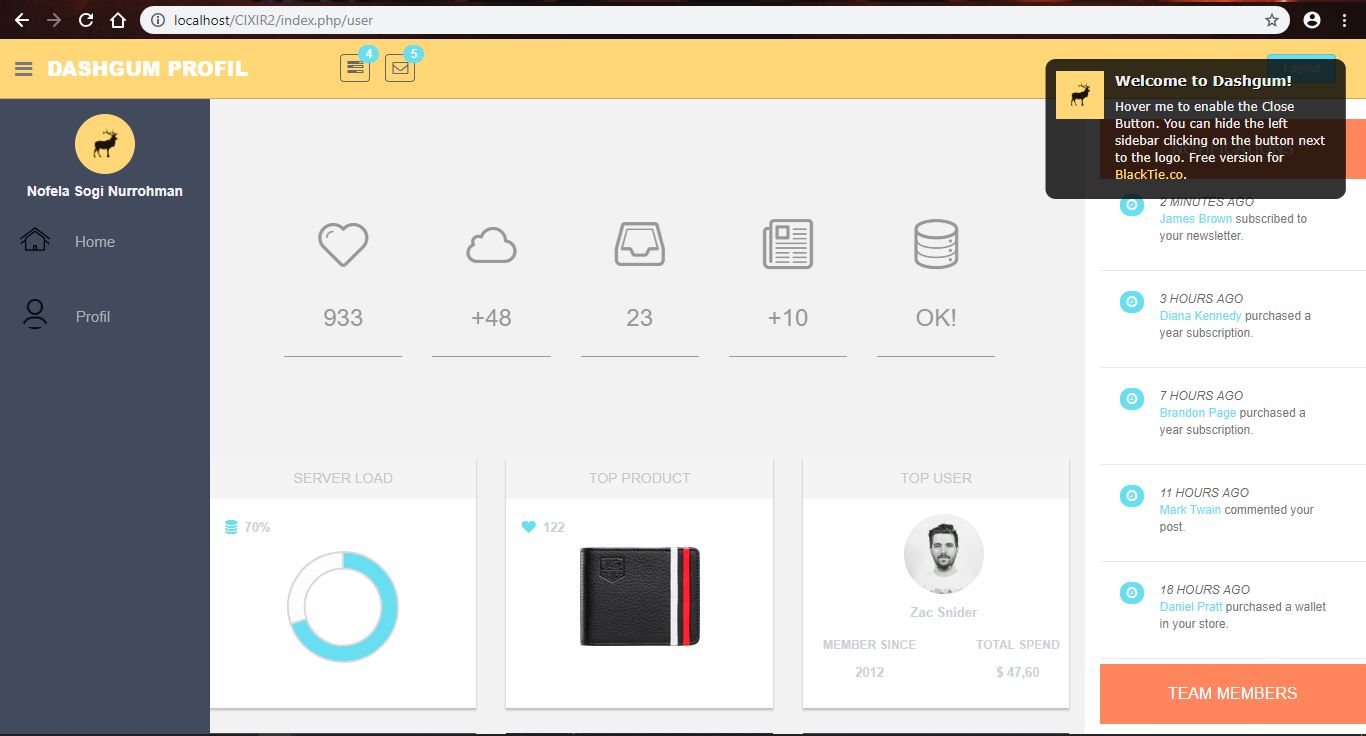 localhost/CIXIR2/index.php/user
DASHGUM PROFIL
4
5
Logout
Welcome to Dashgum!
Hover me to enable the Close
Button. You can hide the left
sidebar clicking on the button next
to the logo. Free version for
BlackTie.co.
Nofela Sogi Nurrohman
Home
Profil
933
+48
23
+10
OK!
SERVER LOAD
70%
TOP PRODUCT
122
TOP USER
Zac Snider
MEMBER SINCE
TOTAL SPEND
2012
$ 47,60
NOTIFICATIONS
2 MINUTES AGO
James Brown subscribed to
your newsletter.
3 HOURS AGO
Diana Kennedy purchased a
year subscription.
7 HOURS AGO
Brandon Page purchased a
year subscription.
11 HOURS AGO
Mark Twain commented your
post.
18 HOURS AGO
Daniel Pratt purchased a wallet
in your store.
TEAM MEMBERS